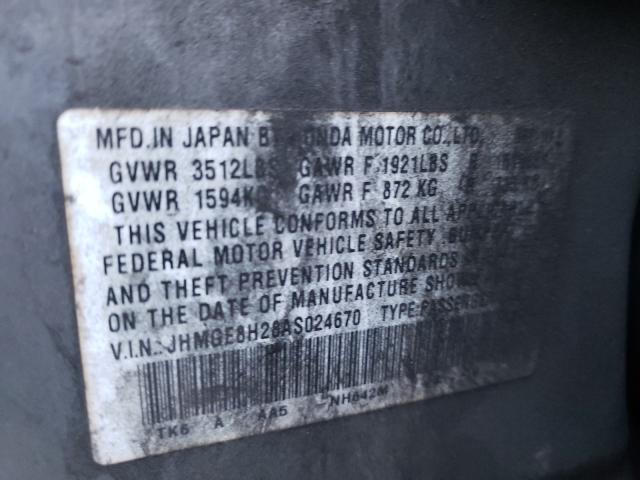 MFD.IN JAPAN BY HONDA MOTOR CO.,LTD.
GVWR 3512LBS GAWR F 1921LBS
GVWR 1594KG GAWR F 872 KG
THIS VEHICLE CONFORMS TO ALL
FEDERAL MOTOR VEHICLE SAFETY
AND THEFT PREVENTION STANDARDS
ON THE DATE OF MANUFACTURE SHOWN
V.I.N.: JHMGE8H28AS024670 TYPE:PASSENGER
TK6 A AA5 NH642M